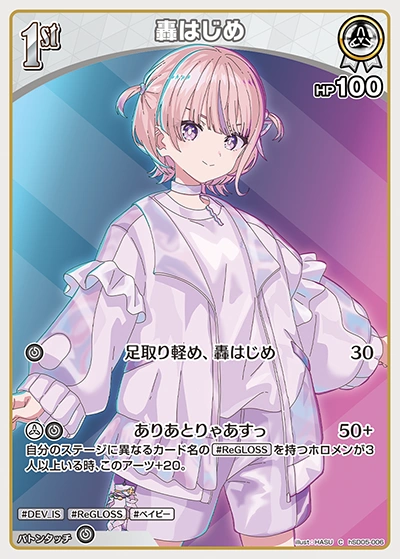 1st
轟はじめ
HP100
足取り軽め、轟はじめ 30
ありあとりゃあすっ 50+
自分のステージに異なるカード名の#ReGLOSSを持つホロメンが3
人以上いる時、このアーツ+20。
#DEV_IS #ReGLOSS #ベイビー
バトンタッチ
illust. HASU C hSD05-006